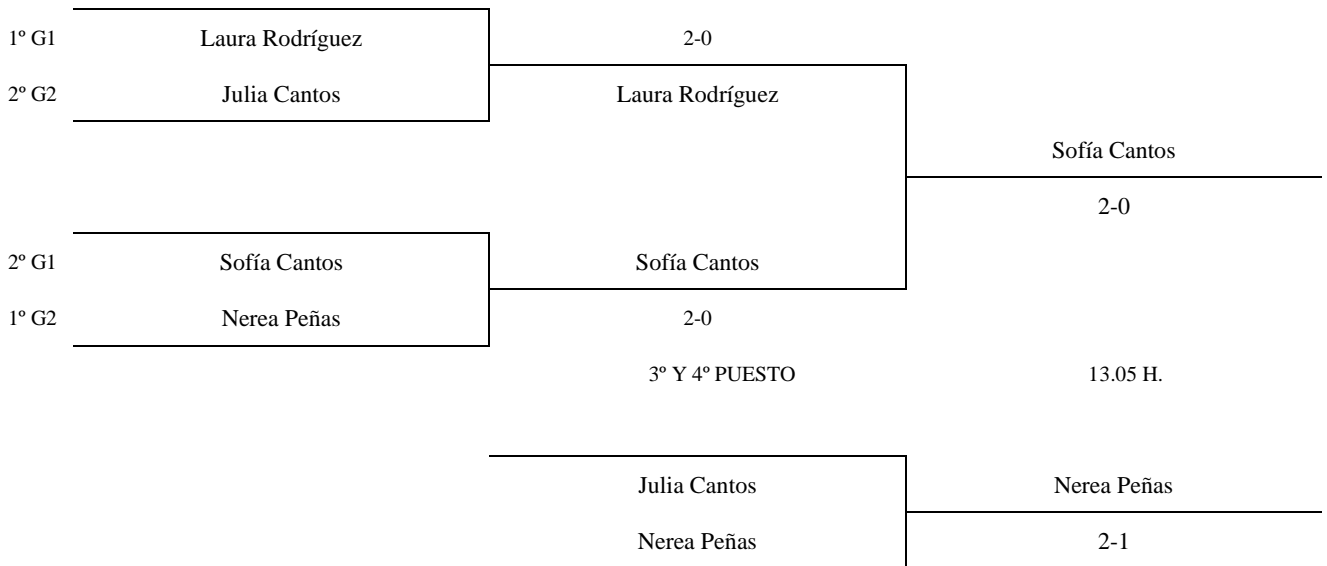 1º G1 Laura Rodríguez 2-0
2º G2 Julia Cantos Laura Rodríguez
Sofía Cantos
2-0
2º G1 Sofía Cantos Sofía Cantos
1º G2 Nerea Peñas 2-0
3º Y 4º PUESTO 13.05 H.
Julia Cantos Nerea Peñas
Nerea Peñas 2-1